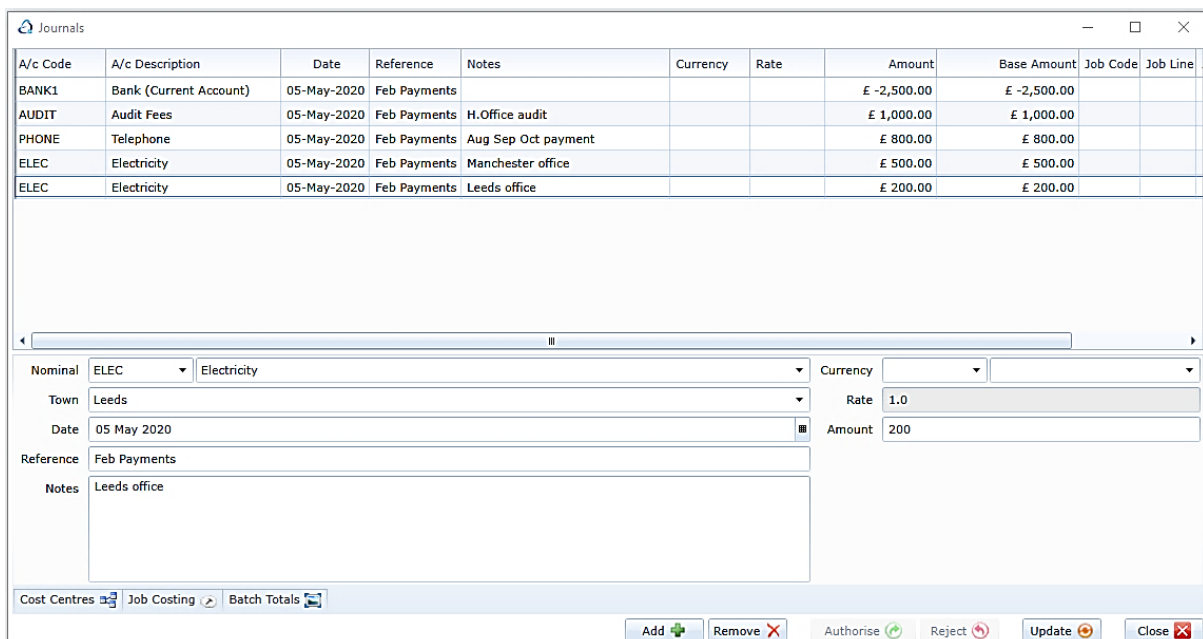 Journals
A/c Code A/c Description Date Reference Notes Currency Rate Amount Base Amount Job Code Job Line
BANK1 Bank (Current Account) 05-May-2020 Feb Payments £ -2,500.00 £ -2,500.00
AUDIT Audit Fees 05-May-2020 Feb Payments H.Office audit £ 1,000.00 £ 1,000.00
PHONE Telephone 05-May-2020 Feb Payments Aug Sep Oct payment £ 800.00 £ 800.00
ELEC Electricity 05-May-2020 Feb Payments Manchester office £ 500.00 £ 500.00
ELEC Electricity 05-May-2020 Feb Payments Leeds office £ 200.00 £ 200.00
Nominal ELEC Electricity Currency
Town Leeds Rate 1.0
Date 05 May 2020 Amount 200
Reference Feb Payments
Notes Leeds office
Cost Centres Job Costing Batch Totals
Add Remove Authorise Reject Update Close